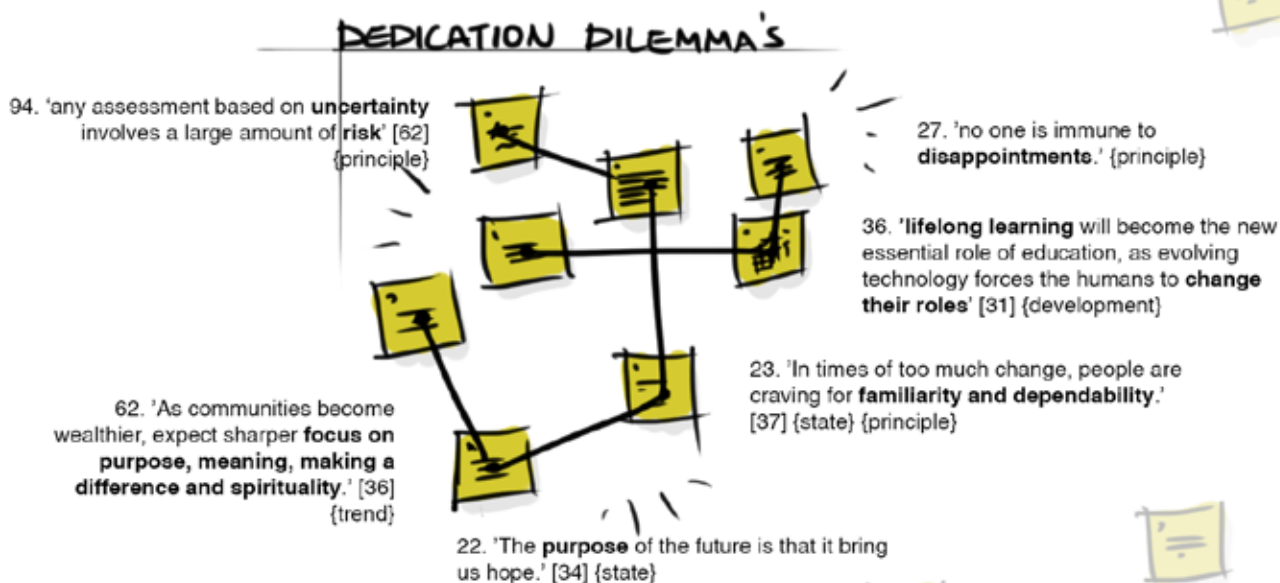 DEDICATION DILEMMA'S
94. 'any assessment based on uncertainty
involves a large amount of risk' [62]
{principle}
27. 'no one is immune to
disappointments.' {principle}
36. 'lifelong learning will become the new
essential role of education, as evolving
technology forces the humans to change
their roles' [31] {development}
23. 'In times of too much change, people are
craving for familiarity and dependability.'
[37] {state} {principle}
62. 'As communities become
wealthier, expect sharper focus on
purpose, meaning, making a
difference and spirituality.' [36]
{trend}
22. 'The purpose of the future is that it bring
us hope.' [34] {state}